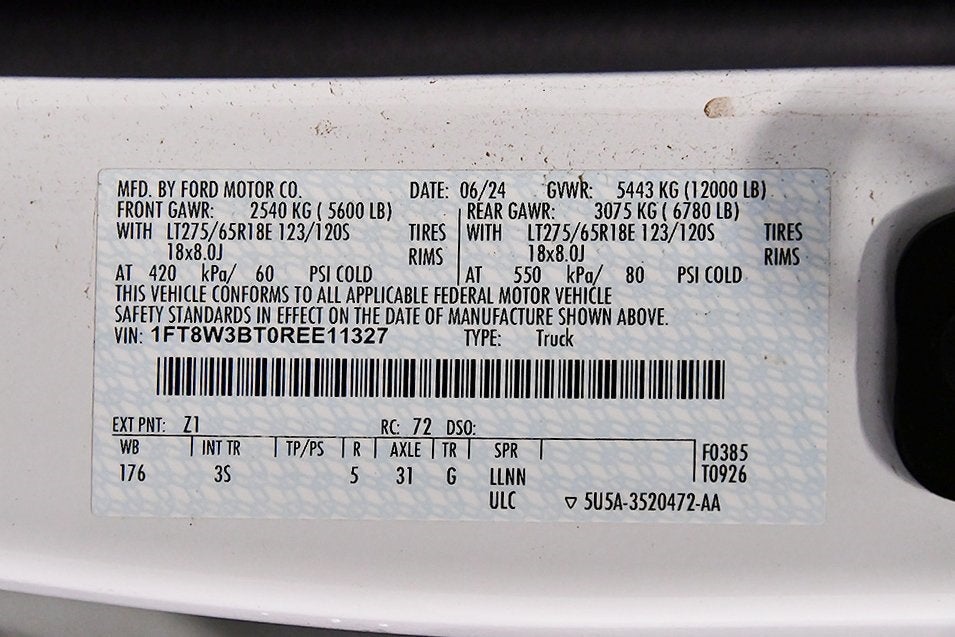 MFD. BY FORD MOTOR CO. DATE: 06/24 GVWR: 5443 KG (12000 LB)
FRONT GAWR: 2540 KG ( 5600 LB) REAR GAWR: 3075 KG ( 6780 LB)
WITH LT275/65R18E 123/120S TIRES WITH LT275/65R18E 123/120S TIRES
18x8.0J RIMS 18x8.0J RIMS
AT 420 kPa/ 60 PSI COLD AT 550 kPa/ 80 PSI COLD
THIS VEHICLE CONFORMS TO ALL APPLICABLE FEDERAL MOTOR VEHICLE
SAFETY STANDARDS IN EFFECT ON THE DATE OF MANUFACTURE SHOWN ABOVE.
VIN: 1FT8W3BT0REE11327 TYPE: Truck
EXT PNT: Z1 RC: 72 DSO:
WB INT TR TP/PS R AXLE TR SPR F0385
176 3S 5 31 G LLNN T0926
ULC ▽ 5U5A-3520472-AA